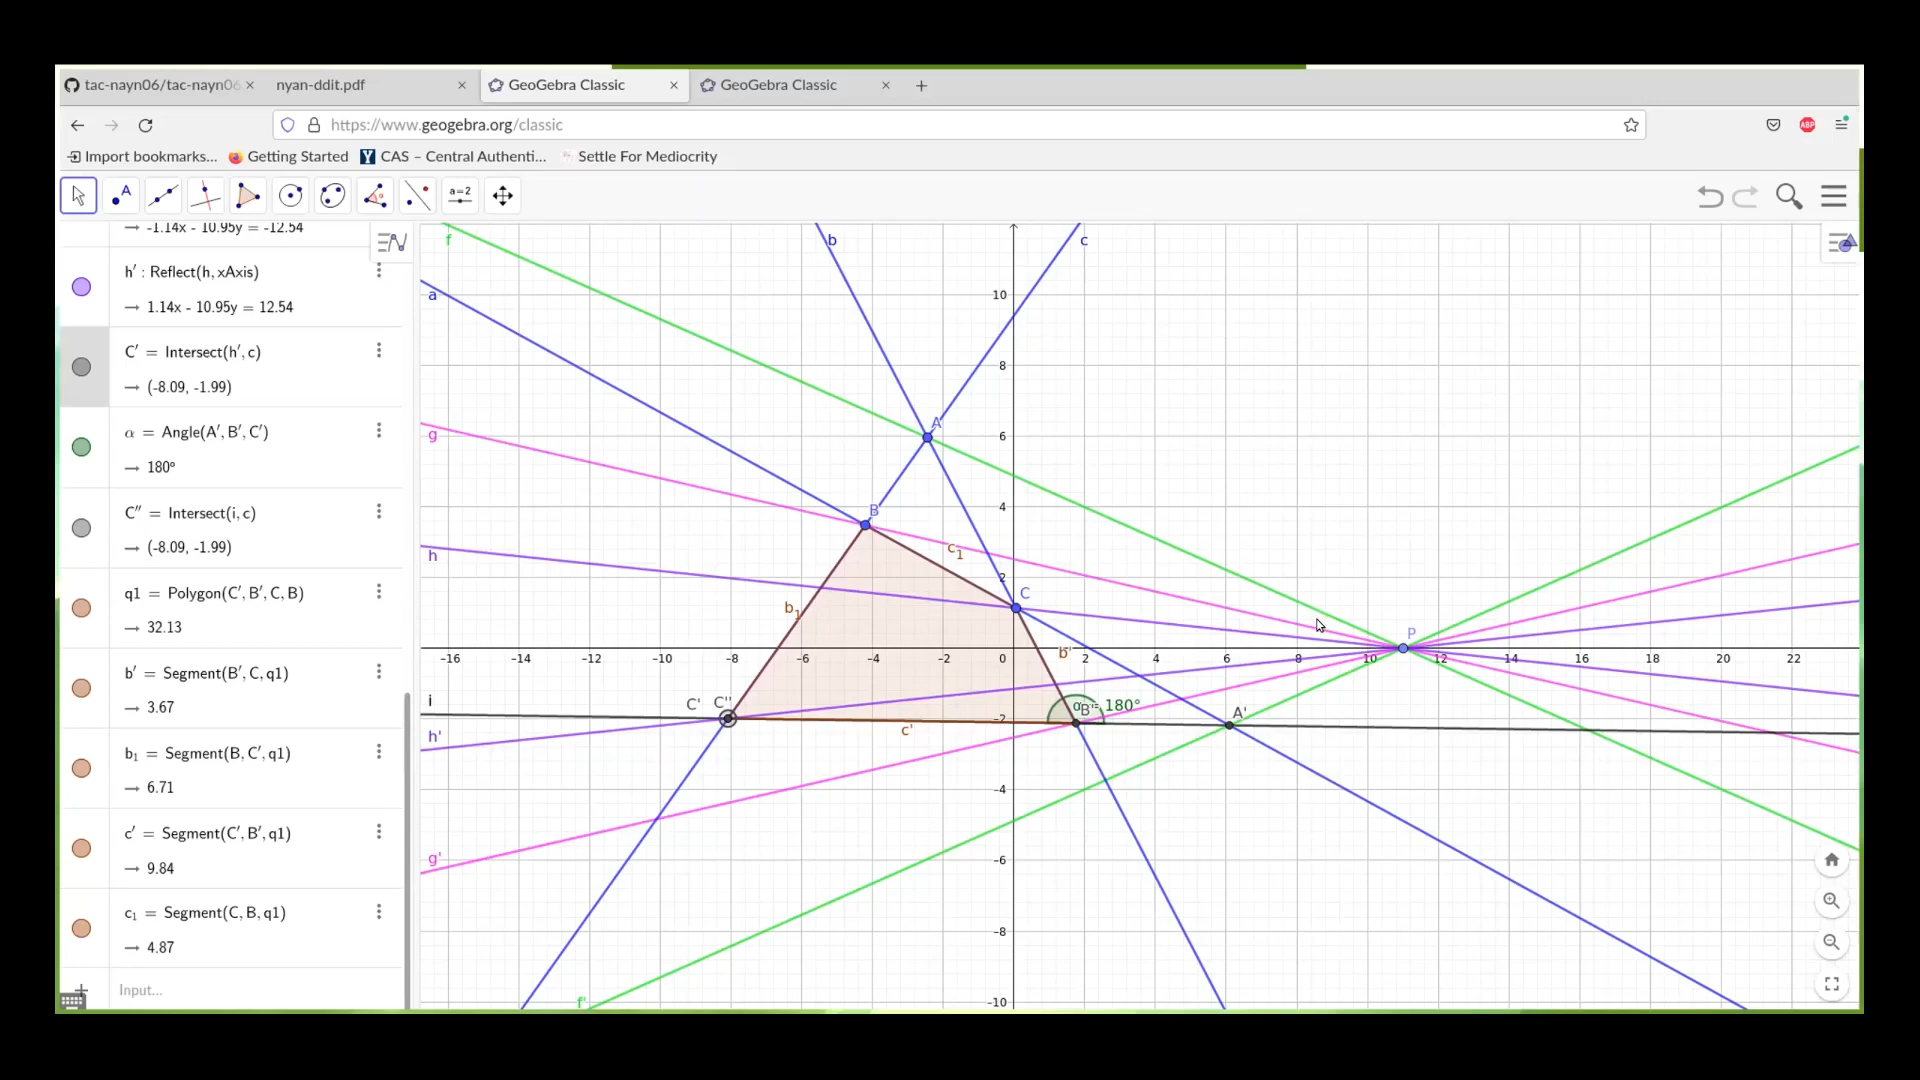 tac-nayn06/tac-nayn06
nyan-ddit.pdf
GeoGebra Classic
GeoGebra Classic
https://www.geogebra.org/classic
ABP
Import bookmarks...
Getting Started
Y CAS – Central Authenti...
Settle For Mediocrity
A
a=2
→ -1.14x - 10.95y = -12.54
h′ : Reflect(h, xAxis)
→ 1.14x - 10.95y = 12.54
C′ = Intersect(h′, c)
→ (-8.09, -1.99)
α = Angle(A′, B′, C′)
→ 180°
C″ = Intersect(i, c)
→ (-8.09, -1.99)
q1 = Polygon(C′, B′, C, B)
→ 32.13
b′ = Segment(B′, C, q1)
→ 3.67
b₁ = Segment(B, C′, q1)
→ 6.71
c′ = Segment(C′, B′, q1)
→ 9.84
c₁ = Segment(C, B, q1)
→ 4.87
Input...
f
b
c
a
10
8
A
g
6
B
4
c₁
h
2
C
b₁
P
b'
-16 -14 -12 -10 -8 -6 -4 -2 0 2 4 6 8 10 12 14 16 18 20 22
i
C' C''
α = 180°
B'
A'
-2
c'
h'
-4
g'
-6
-8
f'
-10